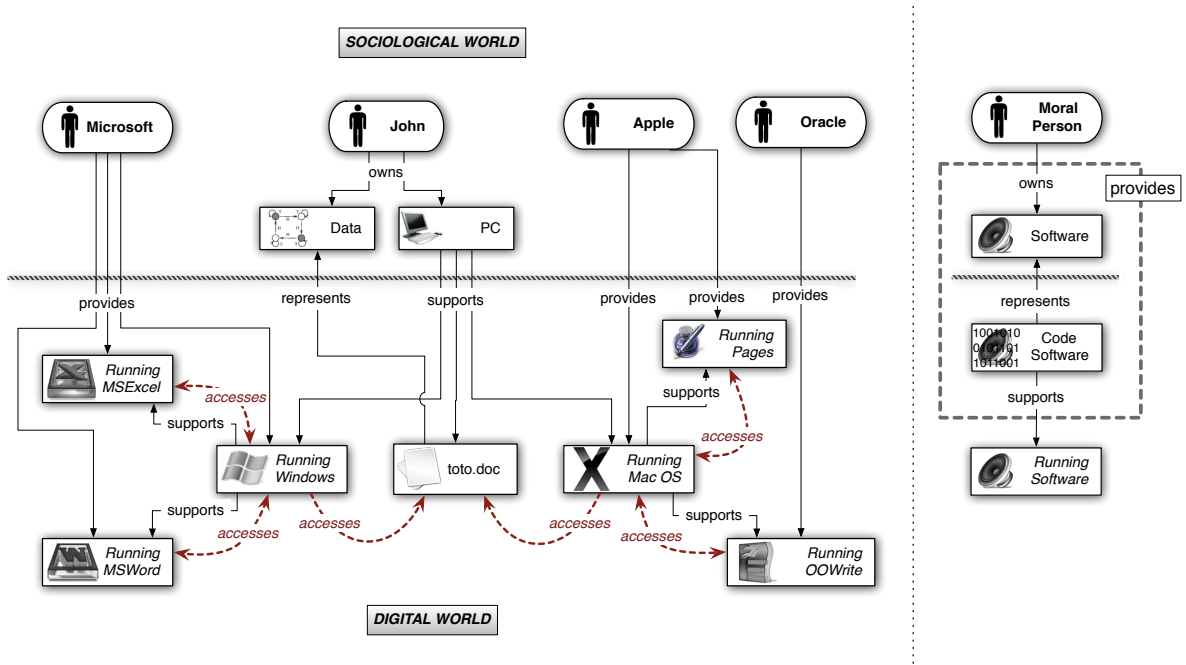 SOCIOLOGICAL WORLD
Microsoft
John
Apple
Oracle
Moral
Person
owns
owns
provides
Data
PC
Software
provides
represents
supports
provides
provides
provides
represents
Running
MSExcel
Running
Pages
1001010
0101101
1011001
Code
Software
accesses
supports
supports
supports
accesses
Running
Windows
toto.doc
Running
Mac OS
Running
Software
supports
accesses
accesses
supports
accesses
accesses
Running
MSWord
Running
OOWrite
DIGITAL WORLD